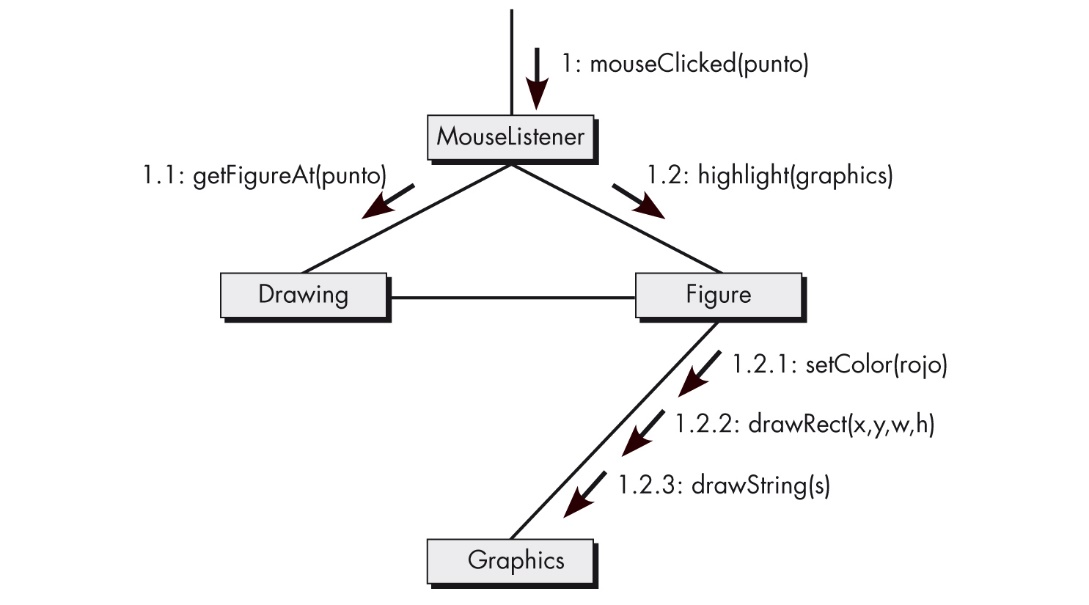 1: mouseClicked(punto)
MouseListener
1.1: getFigureAt(punto)
1.2: highlight(graphics)
Drawing
Figure
1.2.1: setColor(rojo)
1.2.2: drawRect(x,y,w,h)
1.2.3: drawString(s)
Graphics